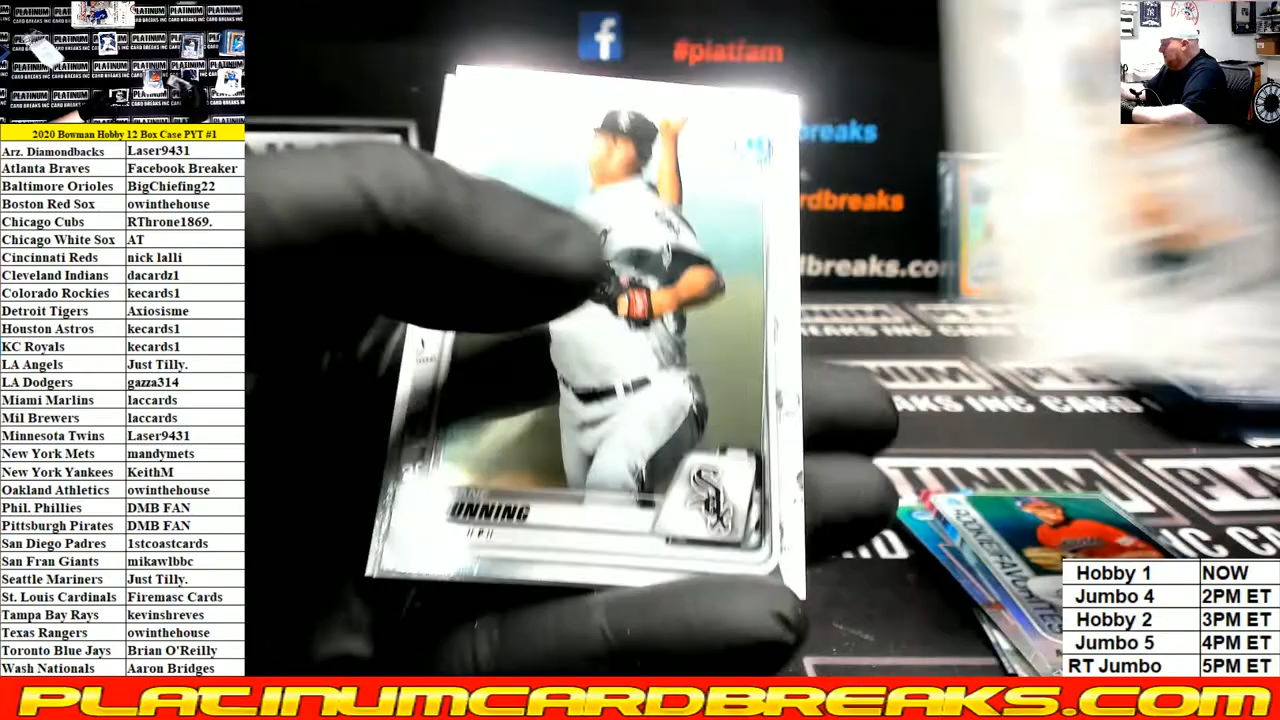 #platfam
breaks
rdbreaks
dbreaks.com
2020 Bowman Hobby 12 Box Case PYT #1
Arz. Diamondbacks Laser9431
Atlanta Braves Facebook Breaker
Baltimore Orioles BigChiefing22
Boston Red Sox owinthehouse
Chicago Cubs RThrone1869.
Chicago White Sox AT
Cincinnati Reds nick lalli
Cleveland Indians dacardz1
Colorado Rockies kecards1
Detroit Tigers Axiosisme
Houston Astros kecards1
KC Royals kecards1
LA Angels Just Tilly.
LA Dodgers gazza314
Miami Marlins laccards
Mil Brewers laccards
Minnesota Twins Laser9431
New York Mets mandymets
New York Yankees KeithM
Oakland Athletics owinthehouse
Phil. Phillies DMB FAN
Pittsburgh Pirates DMB FAN
San Diego Padres 1stcoastcards
San Fran Giants mikawlbbc
Seattle Mariners Just Tilly.
St. Louis Cardinals Firemasc Cards
Tampa Bay Rays kevinshreves
Texas Rangers owinthehouse
Toronto Blue Jays Brian O'Reilly
Wash Nationals Aaron Bridges
UNNING
Sox
ROOKIE FAVORITES
PLATINUM
AKS INC CARD
Hobby 1 NOW
Jumbo 4 2PM ET
Hobby 2 3PM ET
Jumbo 5 4PM ET
RT Jumbo 5PM ET
PLATINUMCARDBREAKS.COM